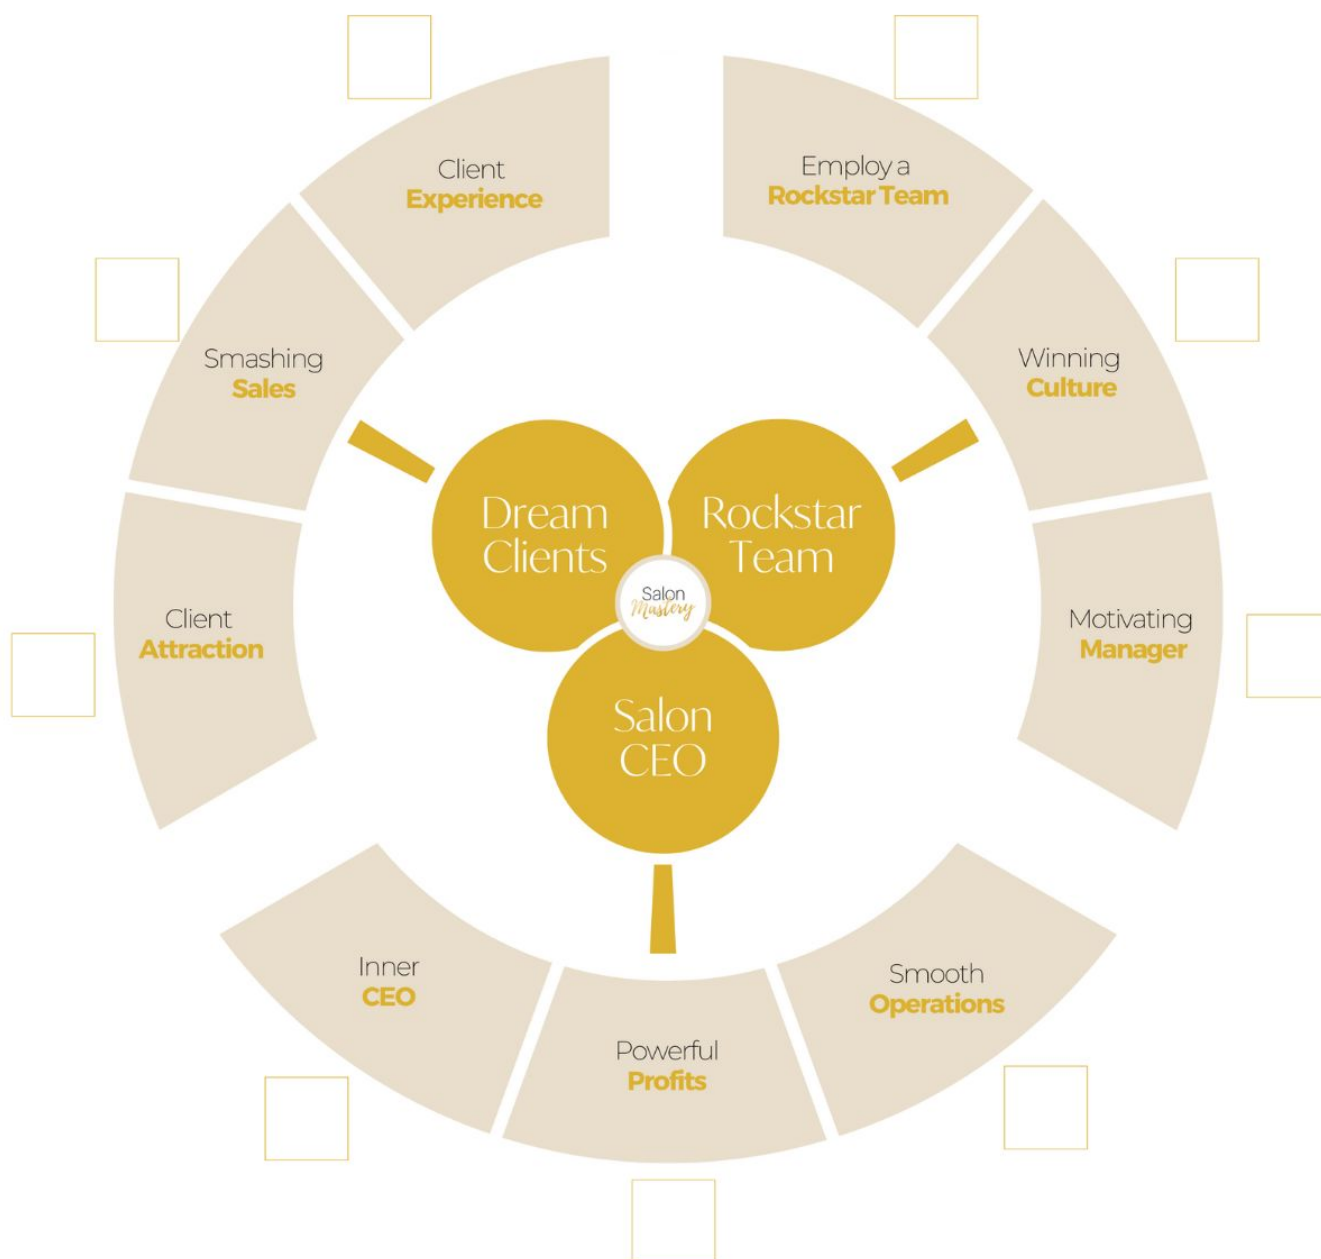 Client
Experience
Employ a
Rockstar Team
Smashing
Sales
Winning
Culture
Dream
Clients
Rockstar
Team
Salon
Mastery
Client
Attraction
Motivating
Manager
Salon
CEO
Inner
CEO
Smooth
Operations
Powerful
Profits